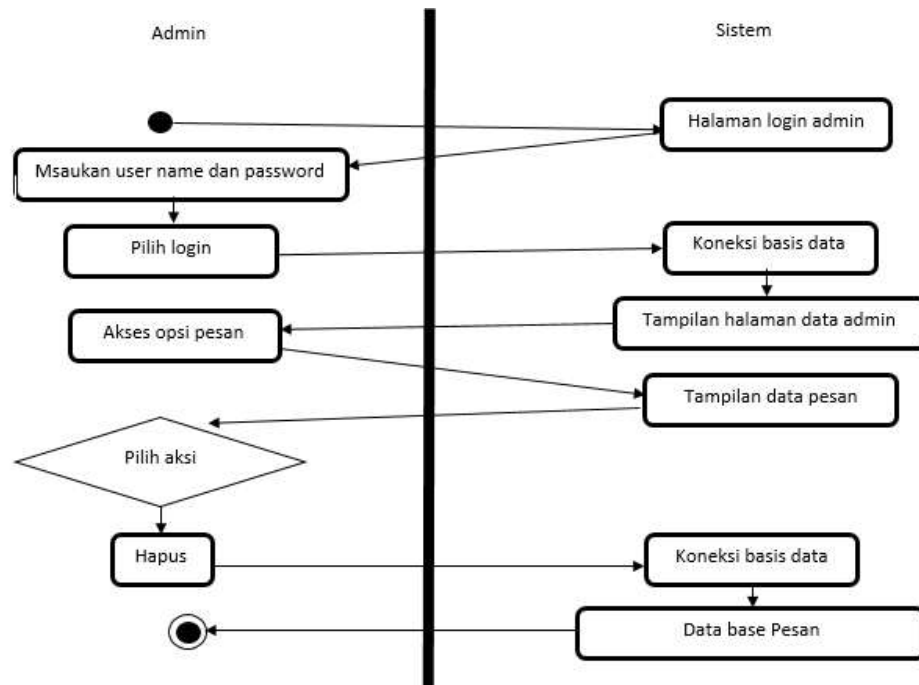 Admin
Sistem
Halaman login admin
Msaukan user name dan password
Pilih login
Koneksi basis data
Akses opsi pesan
Tampilan halaman data admin
Tampilan data pesan
Pilih aksi
Hapus
Koneksi basis data
Data base Pesan